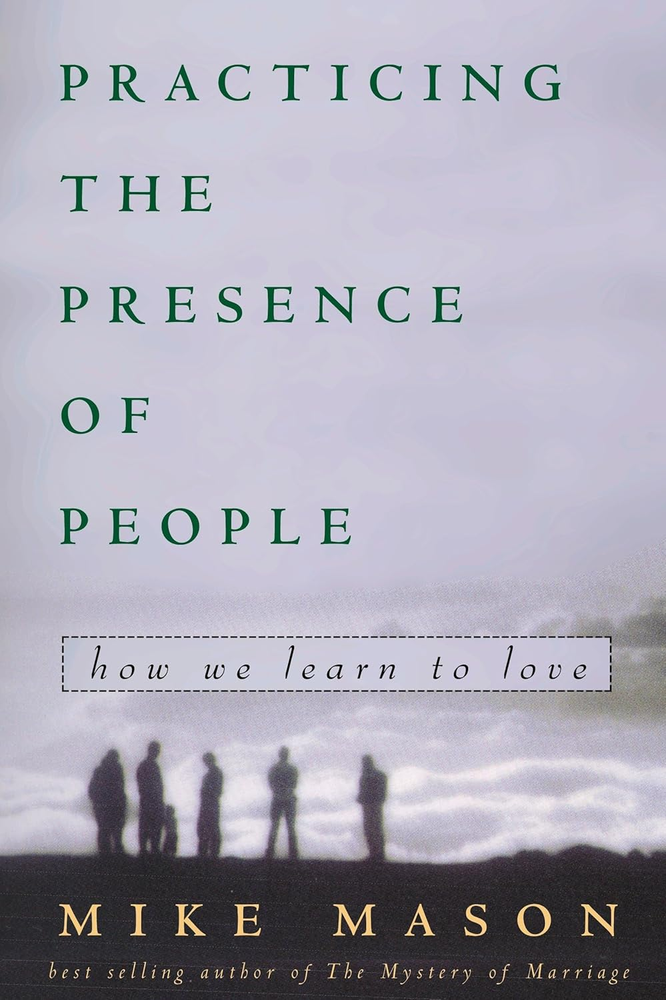 PRACTICING
THE
PRESENCE
OF
PEOPLE
how we learn to love
MIKE MASON
best selling author of The Mystery of Marriage